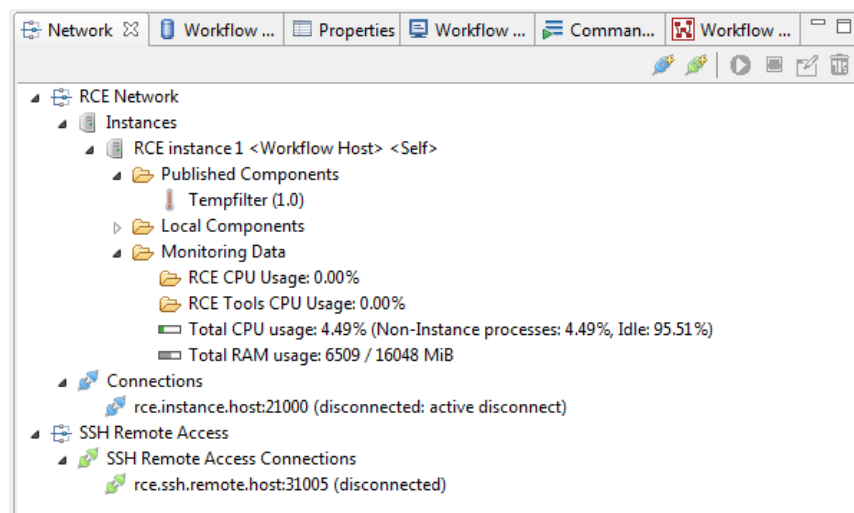 Network Workflow ... Properties Workflow ... Comman... Workflow ...
RCE Network
Instances
RCE instance 1 <Workflow Host> <Self>
Published Components
Tempfilter (1.0)
Local Components
Monitoring Data
RCE CPU Usage: 0.00%
RCE Tools CPU Usage: 0.00%
Total CPU usage: 4.49% (Non-Instance processes: 4.49%, Idle: 95.51%)
Total RAM usage: 6509 / 16048 MiB
Connections
rce.instance.host:21000 (disconnected: active disconnect)
SSH Remote Access
SSH Remote Access Connections
rce.ssh.remote.host:31005 (disconnected)